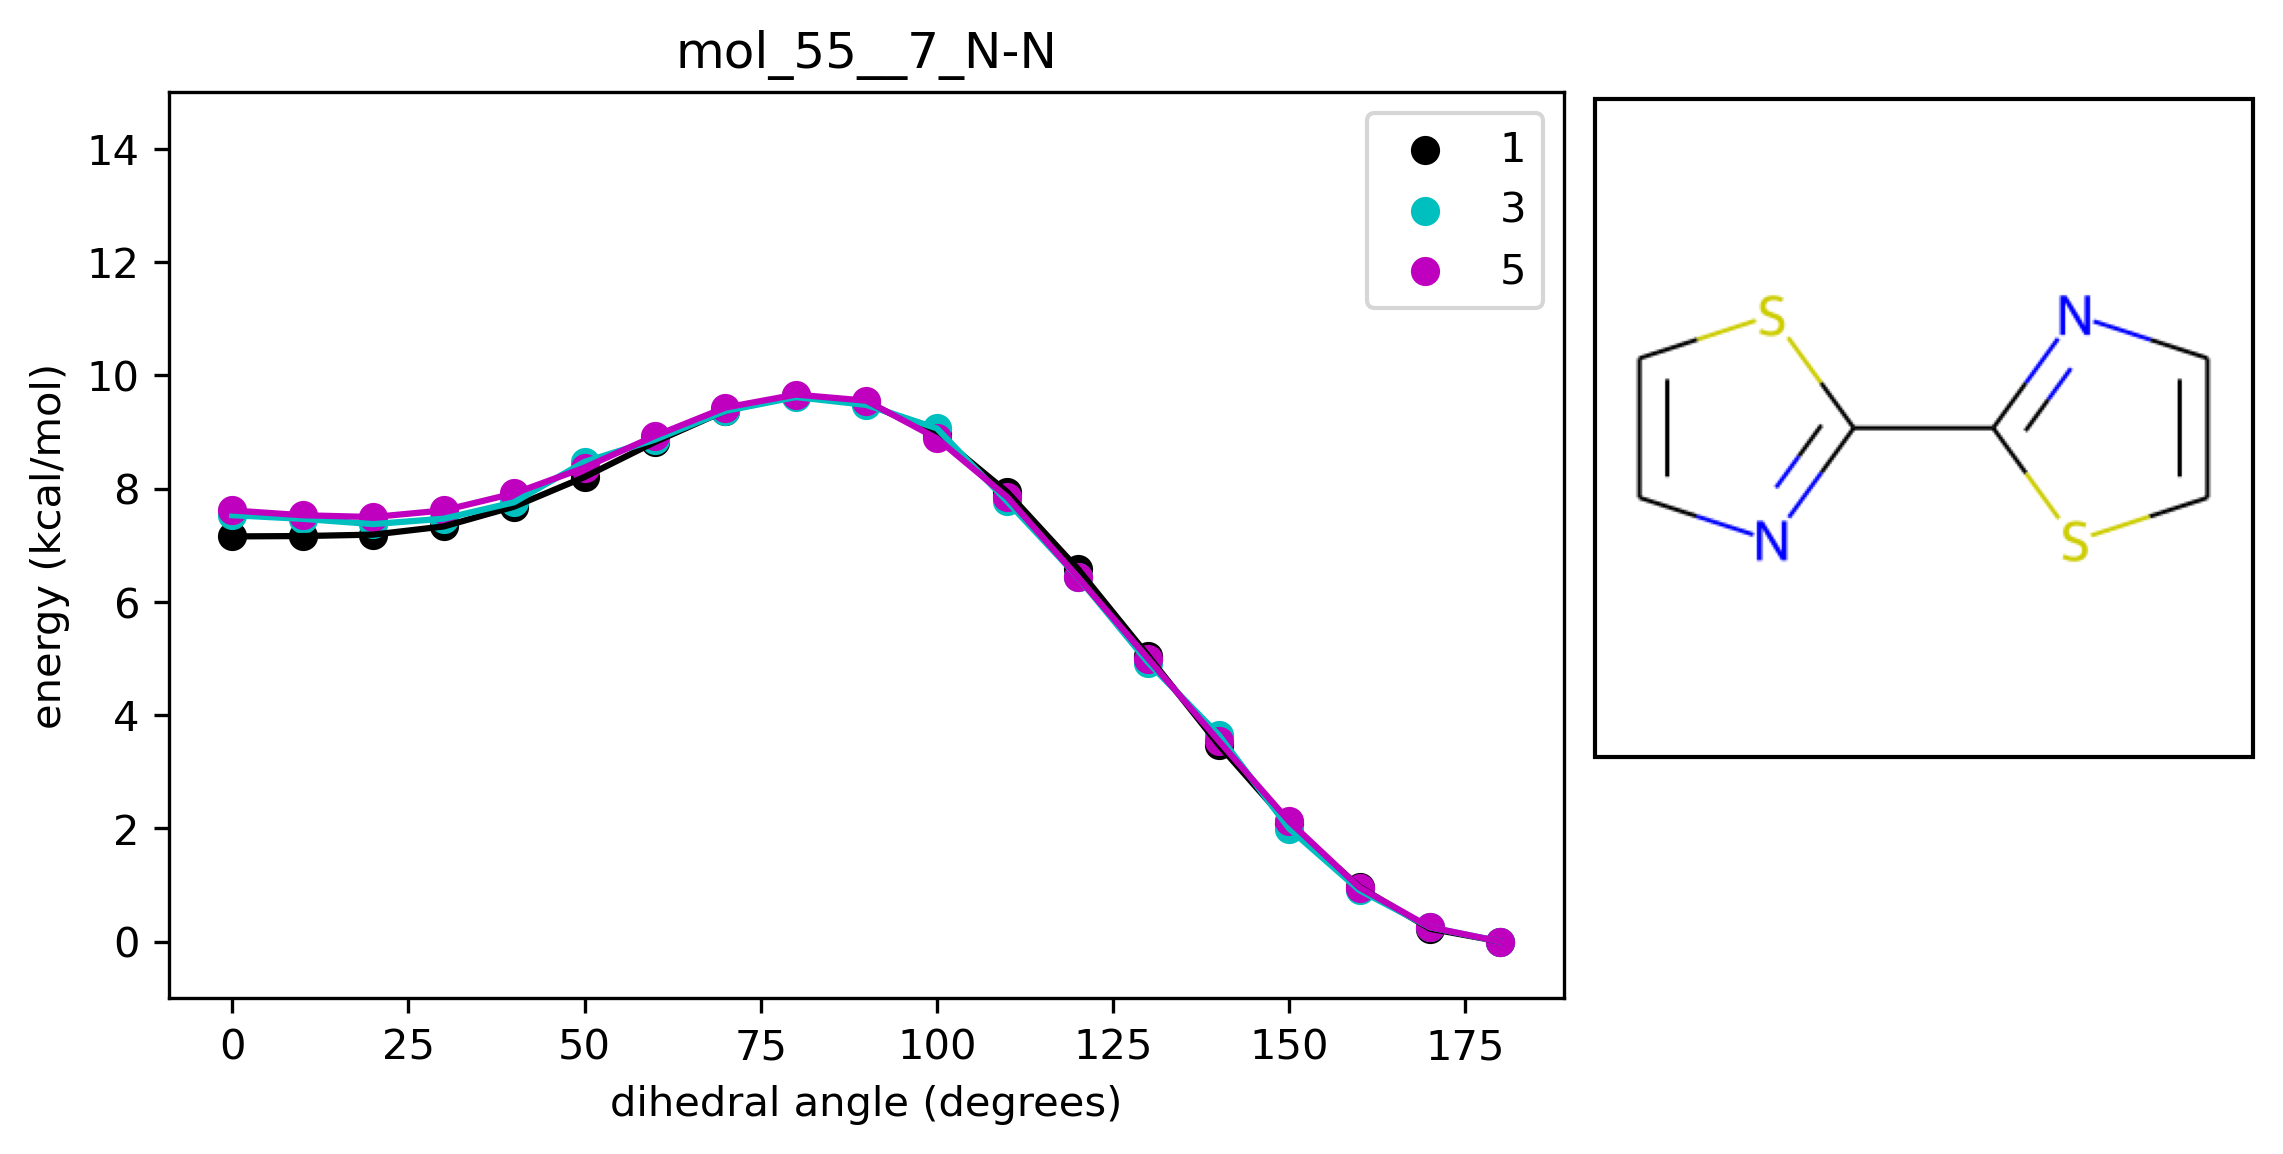 mol_55__7_N-N
14
12
10
8
6
4
2
0
energy (kcal/mol)
0 25 50 75 100 125 150 175
dihedral angle (degrees)
1
3
5
S N
N S